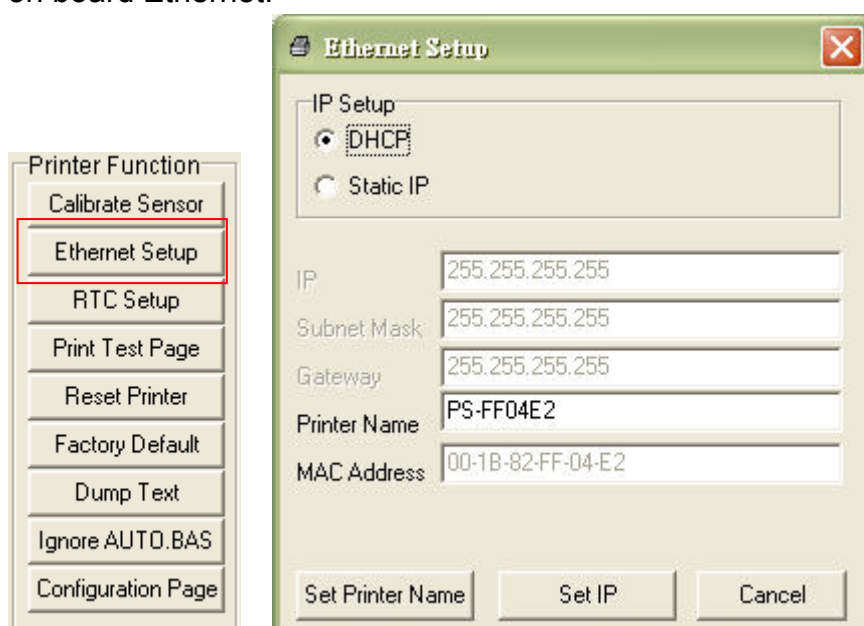 on board Ethernet.
Printer Function
Calibrate Sensor
Ethernet Setup
RTC Setup
Print Test Page
Reset Printer
Factory Default
Dump Text
Ignore AUTO.BAS
Configuration Page
Ethernet Setup
IP Setup
DHCP
Static IP
IP 255.255.255.255
Subnet Mask 255.255.255.255
Gateway 255.255.255.255
Printer Name PS-FF04E2
MAC Address 00-1B-82-FF-04-E2
Set Printer Name Set IP Cancel